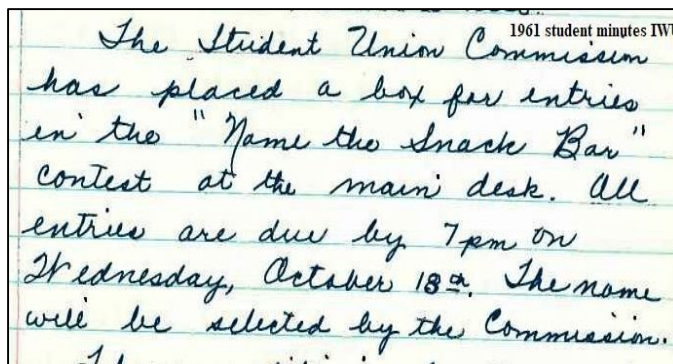 1961 student minutes IWU
The Student Union Commission
has placed a box for entries
in the "Name the Snack Bar"
contest at the main desk. All
entries are due by 7pm on
Wednesday, October 18th. The name
will be selected by the Commission.